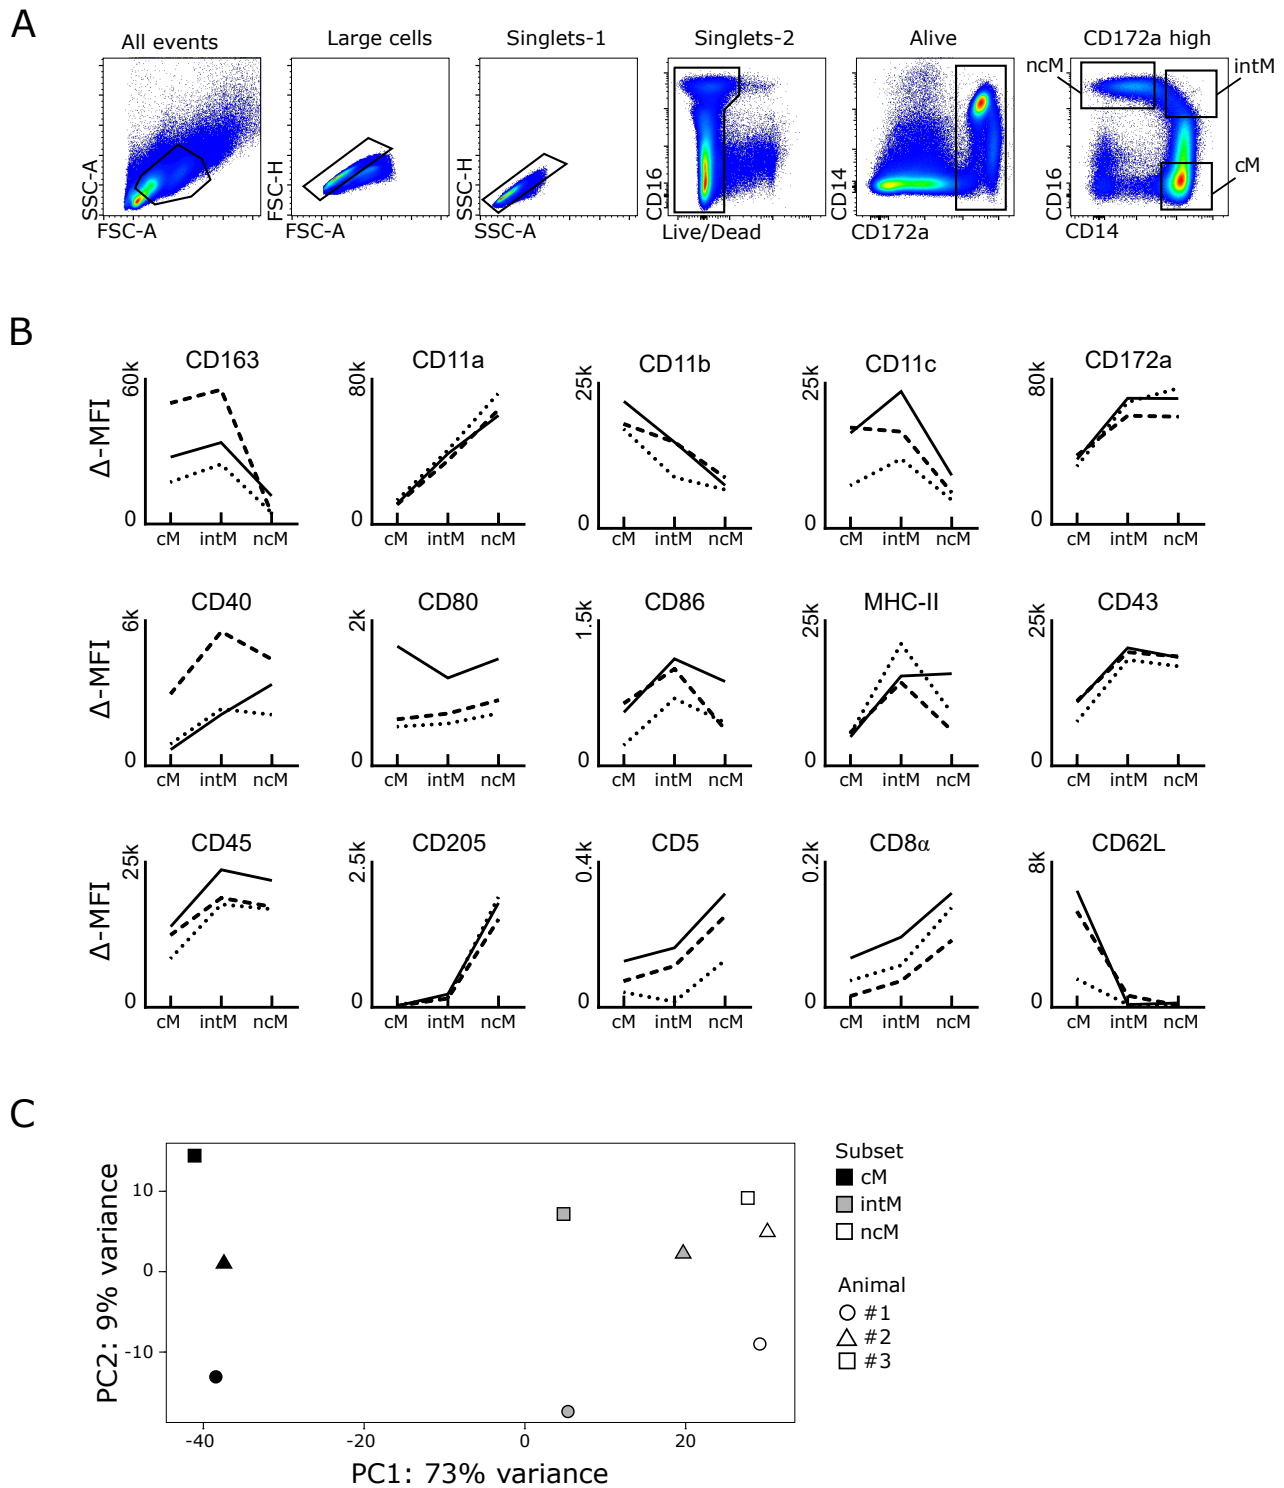 A
All events
Large cells
Singlets-1
Singlets-2
Alive
CD172a high
ncM
intM
cM
SSC-A
FSC-A
FSC-H
FSC-A
SSC-H
SSC-A
CD16
Live/Dead
CD14
CD172a
CD16
CD14
B
CD163
CD11a
CD11b
CD11c
CD172a
Δ-MFI
60k
0
cM intM ncM
80k
0
cM intM ncM
25k
0
cM intM ncM
25k
0
cM intM ncM
80k
0
cM intM ncM
CD40
CD80
CD86
MHC-II
CD43
Δ-MFI
6k
0
cM intM ncM
2k
0
cM intM ncM
1.5k
0
cM intM ncM
25k
0
cM intM ncM
25k
0
cM intM ncM
CD45
CD205
CD5
CD8α
CD62L
Δ-MFI
25k
0
cM intM ncM
2.5k
0
cM intM ncM
0.4k
0
cM intM ncM
0.2k
0
cM intM ncM
8k
0
cM intM ncM
C
PC2: 9% variance
10
0
-10
-40
-20
0
20
PC1: 73% variance
Subset
cM
intM
ncM
Animal
#1
#2
#3